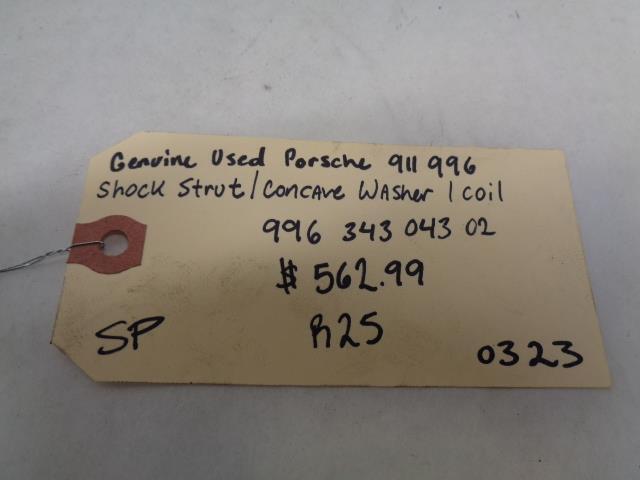 Genuine Used Porsche 911 996
Shock Strut / Concave Washer / Coil
996 343 043 02
$ 562.99
SP R25 0323